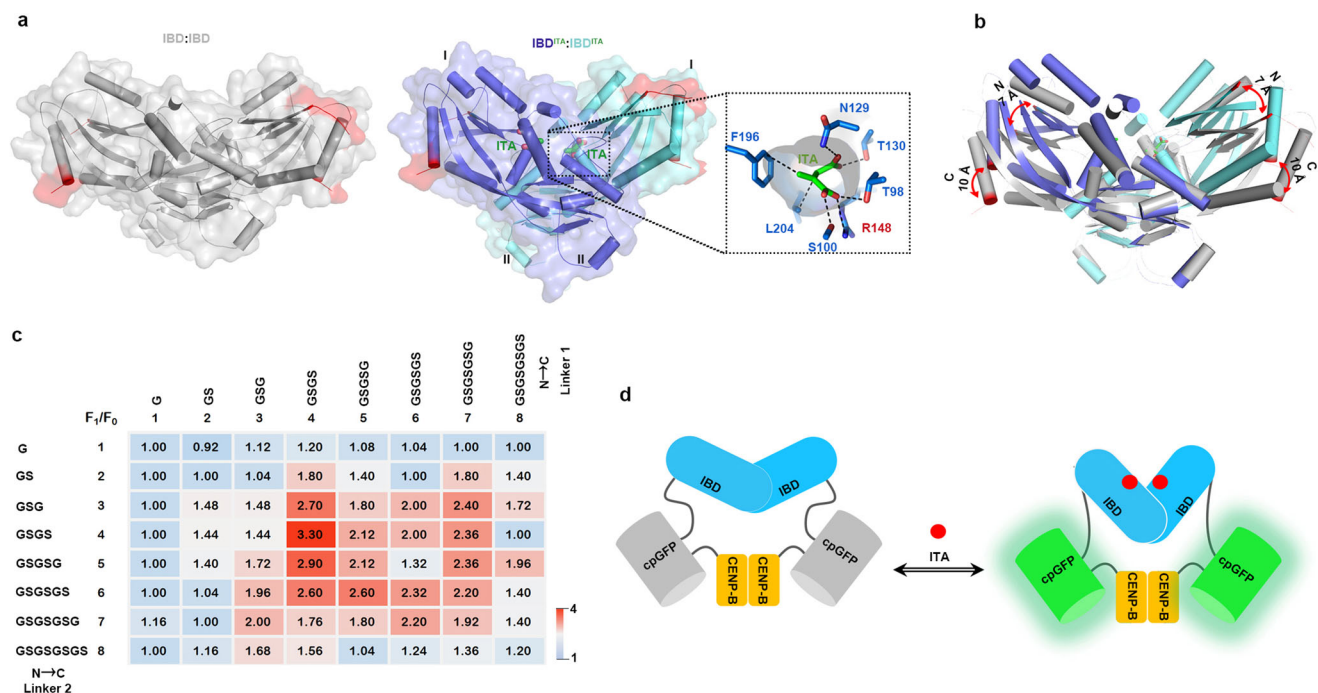 a
IBD:IBD
IBD^ITA:IBD^ITA
I
I
ITA
ITA
II
II
N129
F196
ITA
T130
T98
L204
R148
S100
b
N
7 Å
N
7 Å
C
10 Å
C
10 Å
c
G
GS
GSG
GSGS
GSGSG
GSGSGS
GSGSGSG
GSGSGSGS
N→C
Linker 1
F1/F0 1 2 3 4 5 6 7 8
G 1 1.00 0.92 1.12 1.20 1.08 1.04 1.00 1.00
GS 2 1.00 1.00 1.04 1.80 1.40 1.00 1.80 1.40
GSG 3 1.00 1.48 1.48 2.70 1.80 2.00 2.40 1.72
GSGS 4 1.00 1.44 1.44 3.30 2.12 2.00 2.36 1.00
GSGSG 5 1.00 1.40 1.72 2.90 2.12 1.32 2.36 1.96
GSGSGS 6 1.00 1.04 1.96 2.60 2.60 2.32 2.20 1.40
GSGSGSG 7 1.16 1.00 2.00 1.76 1.80 2.20 1.92 1.40
GSGSGSGS 8 1.00 1.16 1.68 1.56 1.04 1.24 1.36 1.20
N→C
Linker 2
4
1
d
IBD
IBD
cpGFP
cpGFP
CENP-B
CENP-B
ITA
IBD
IBD
cpGFP
cpGFP
CENP-B
CENP-B